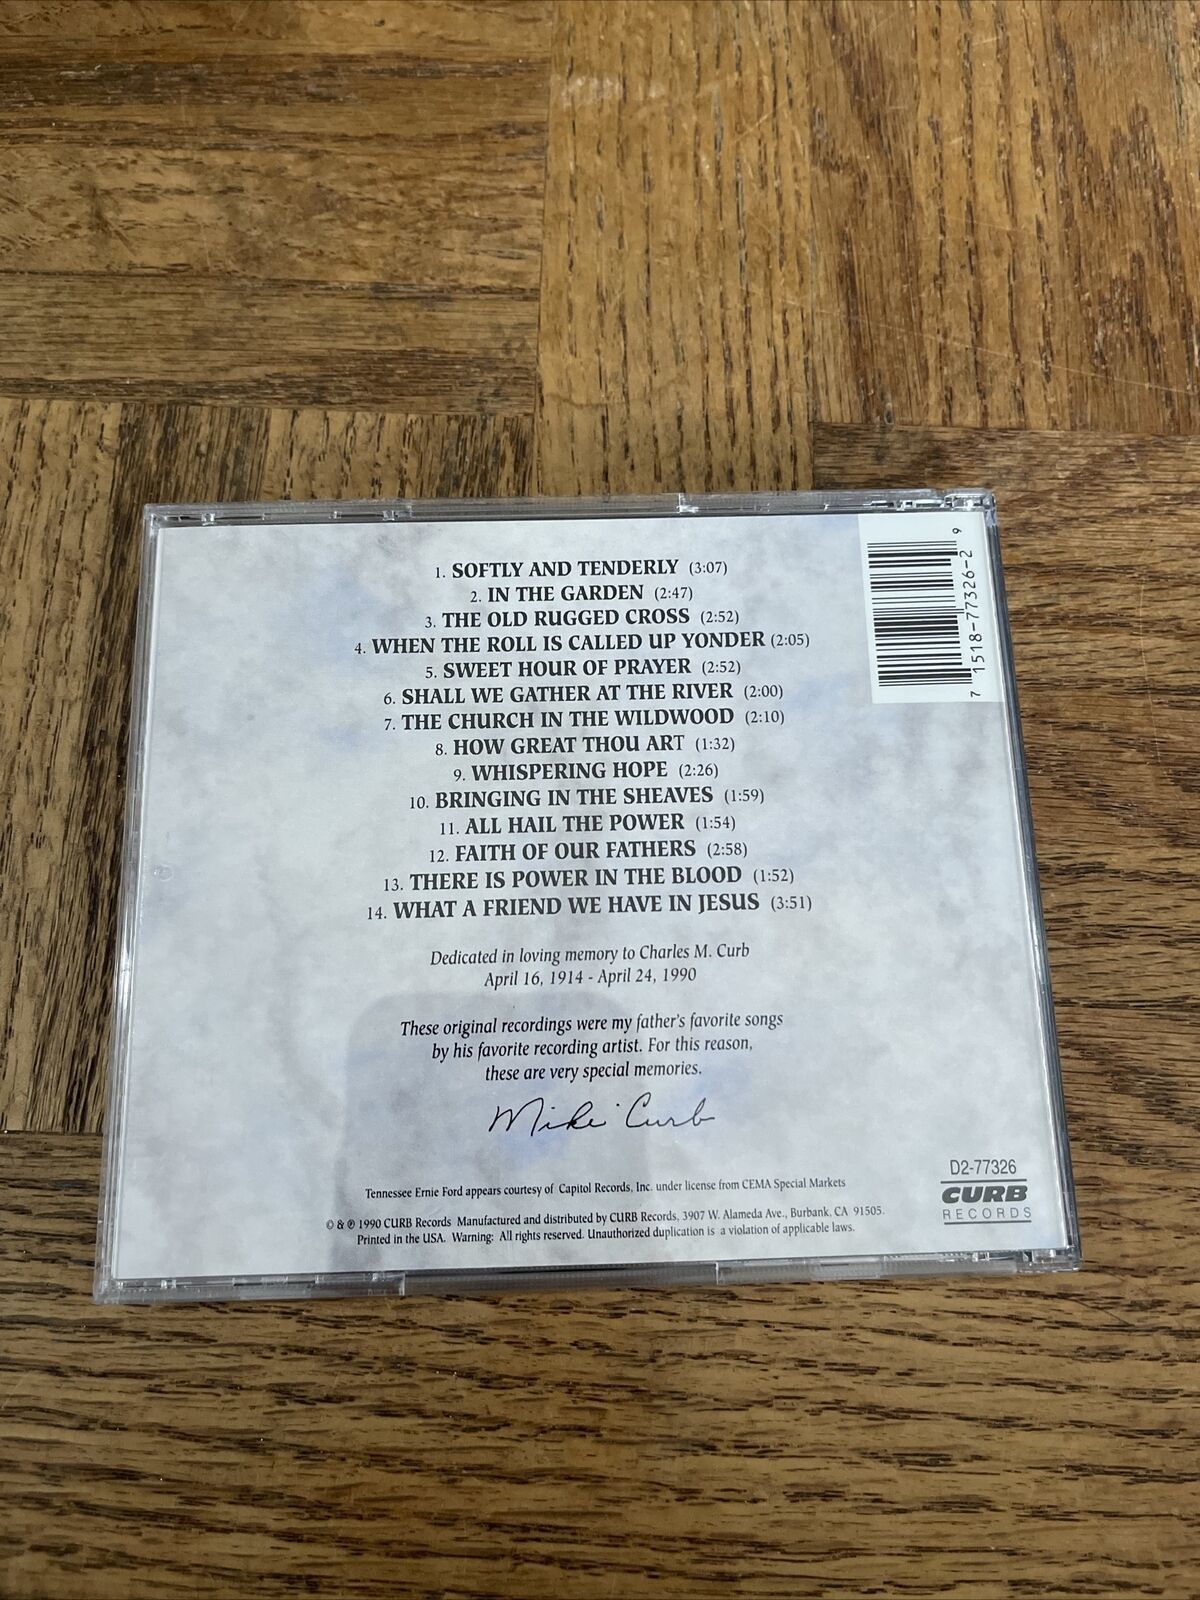 1. SOFTLY AND TENDERLY (3:07)
2. IN THE GARDEN (2:47)
3. THE OLD RUGGED CROSS (2:52)
4. WHEN THE ROLL IS CALLED UP YONDER (2:05)
5. SWEET HOUR OF PRAYER (2:52)
6. SHALL WE GATHER AT THE RIVER (2:00)
7. THE CHURCH IN THE WILDWOOD (2:10)
8. HOW GREAT THOU ART (1:32)
9. WHISPERING HOPE (2:26)
10. BRINGING IN THE SHEAVES (1:59)
11. ALL HAIL THE POWER (1:54)
12. FAITH OF OUR FATHERS (2:58)
13. THERE IS POWER IN THE BLOOD (1:52)
14. WHAT A FRIEND WE HAVE IN JESUS (3:51)
7 1518-77326-2 9
Dedicated in loving memory to Charles M. Curb
April 16, 1914 - April 24, 1990
These original recordings were my father's favorite songs
by his favorite recording artist. For this reason,
these are very special memories.
Mike Curb
Tennessee Ernie Ford appears courtesy of Capitol Records, Inc. under license from CEMA Special Markets
© & ℗ 1990 CURB Records Manufactured and distributed by CURB Records, 3907 W. Alameda Ave., Burbank, CA 91505.
Printed in the USA. Warning: All rights reserved. Unauthorized duplication is a violation of applicable laws.
D2-77326
CURB
RECORDS